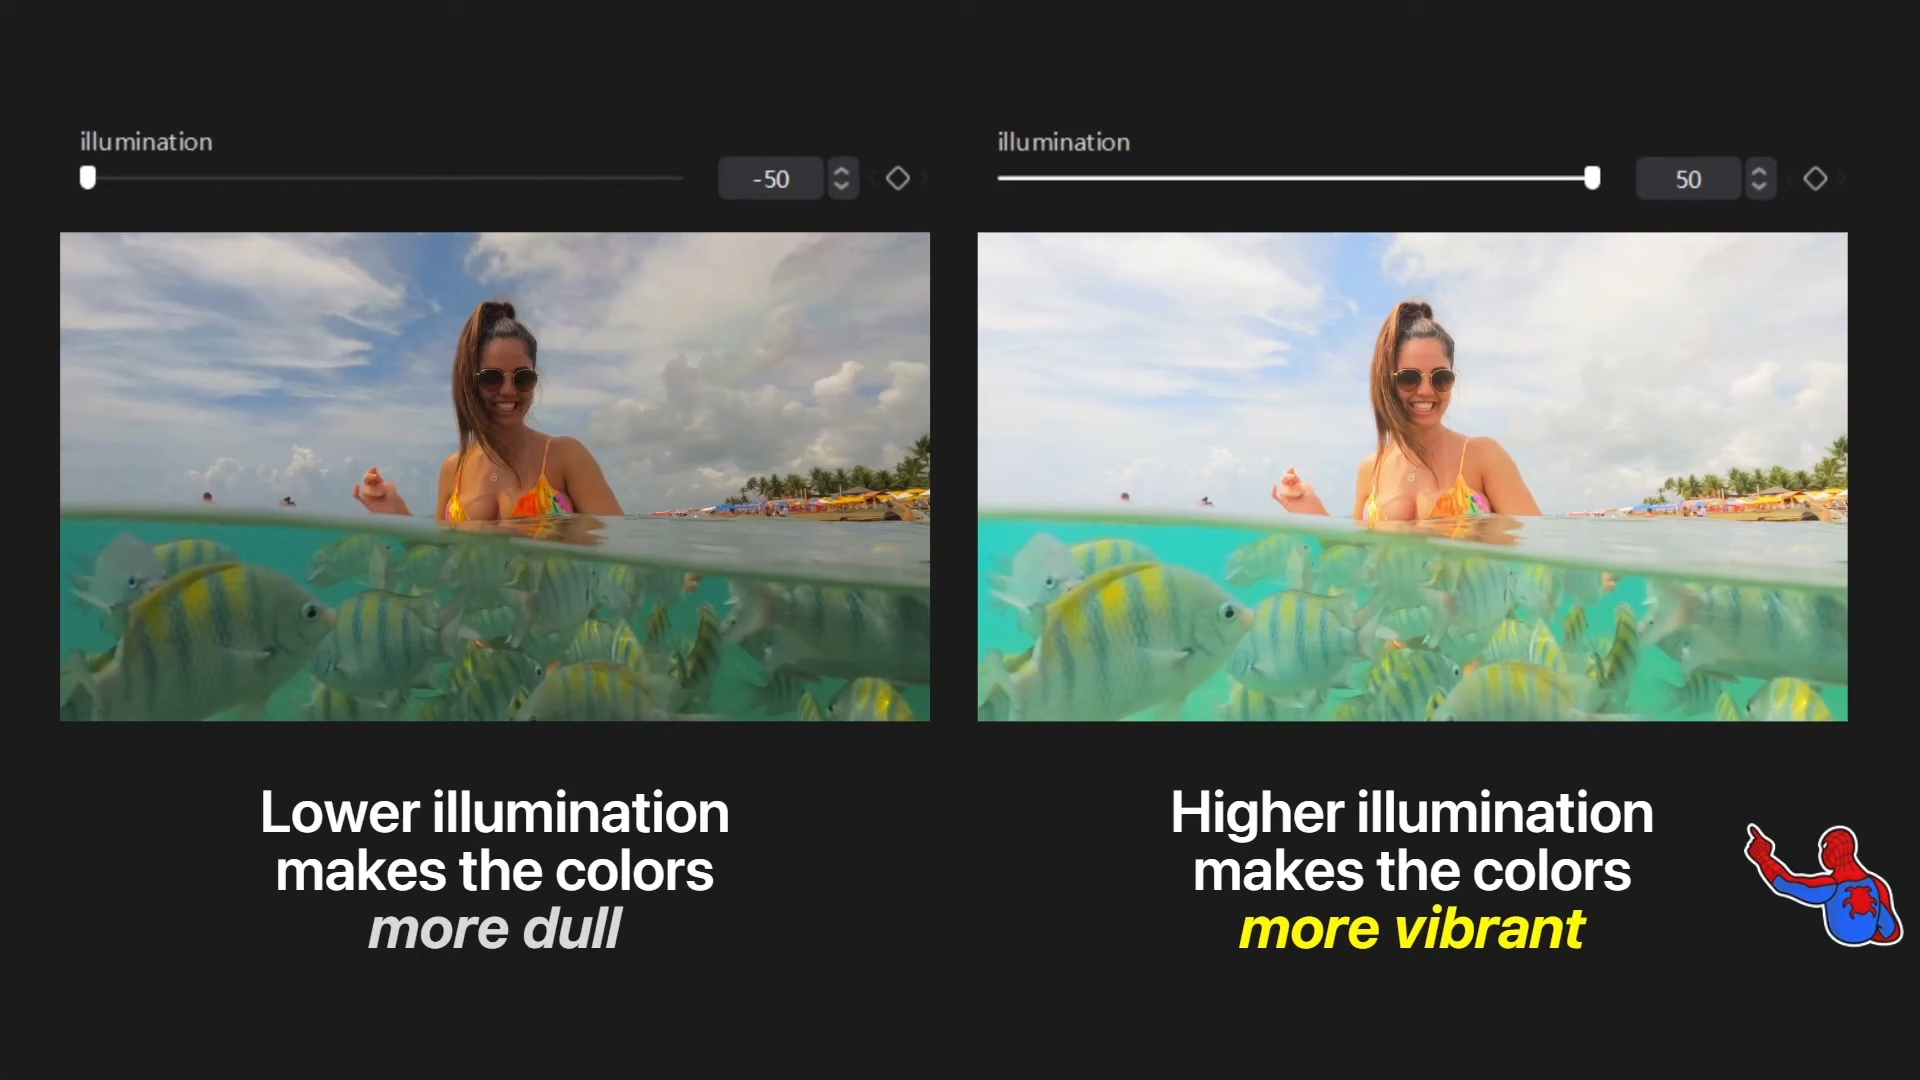 illumination
-50
illumination
50
Lower illumination
makes the colors
more dull
Higher illumination
makes the colors
more vibrant